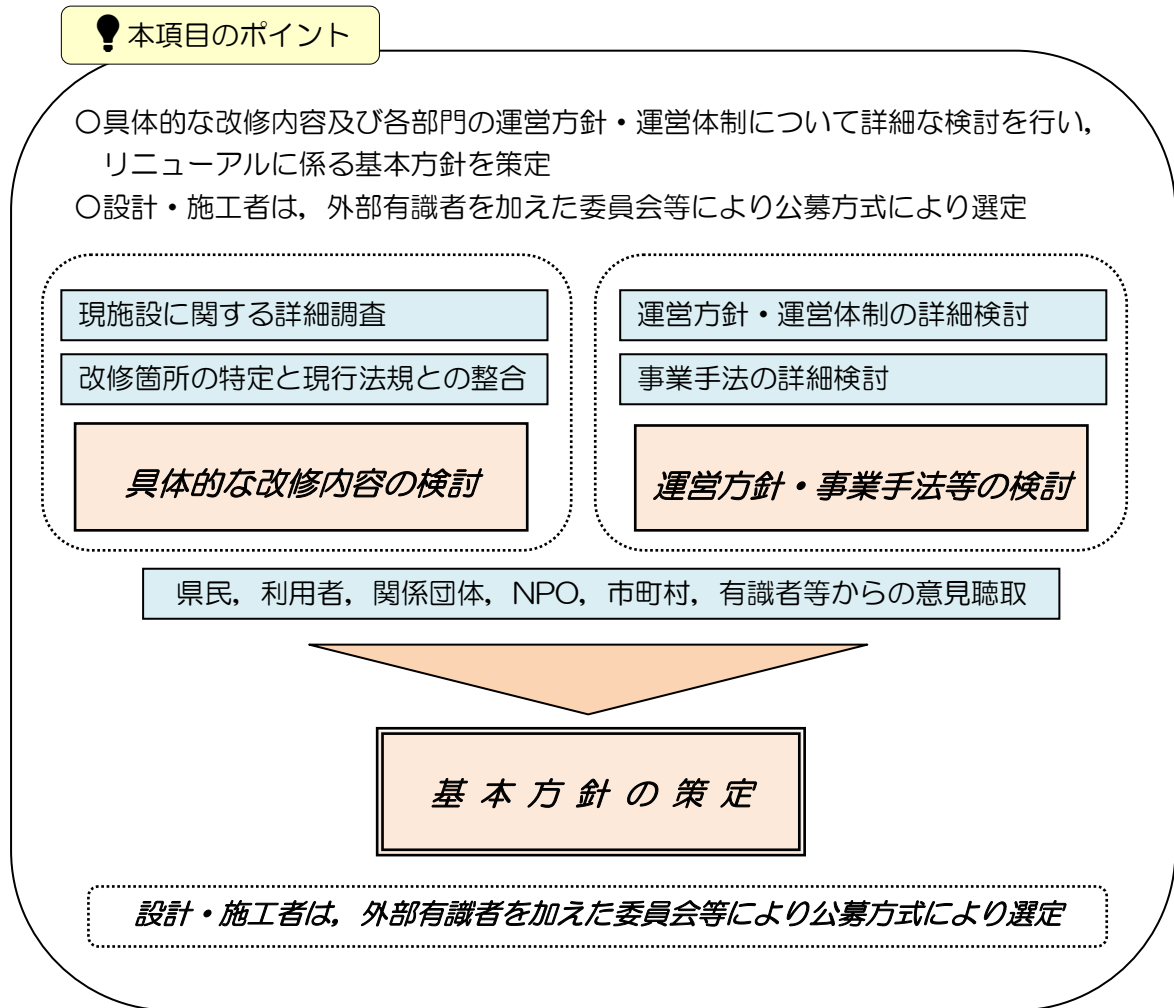 本項目のポイント
〇具体的な改修内容及び各部門の運営方針・運営体制について詳細な検討を行い，
リニューアルに係る基本方針を策定
〇設計・施工者は，外部有識者を加えた委員会等により公募方式により選定
現施設に関する詳細調査
改修箇所の特定と現行法規との整合
具体的な改修内容の検討
運営方針・運営体制の詳細検討
事業手法の詳細検討
運営方針・事業手法等の検討
県民，利用者，関係団体，NPO，市町村，有識者等からの意見聴取
基本方針の策定
設計・施工者は，外部有識者を加えた委員会等により公募方式により選定